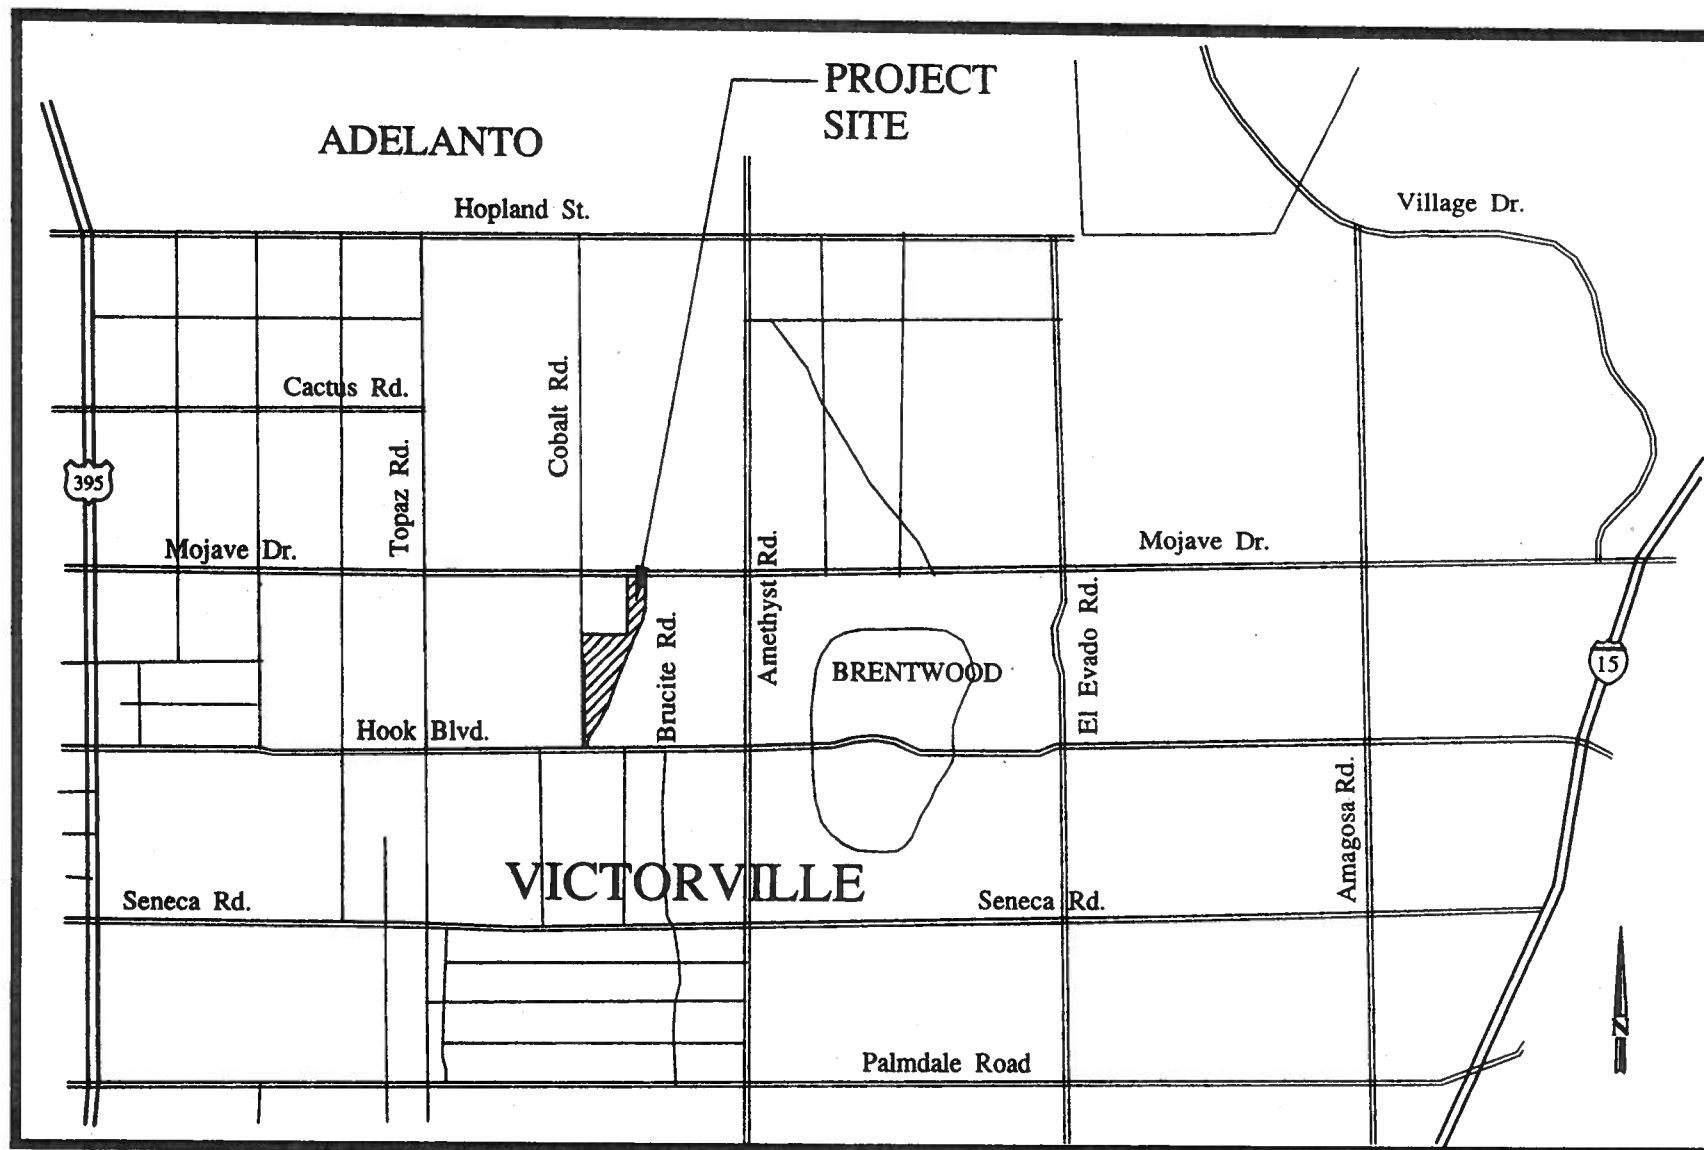 PROJECT
SITE
ADELANTO
Hopland St.
Village Dr.
Cactus Rd.
Cobalt Rd.
Topaz Rd.
395
Mojave Dr.
Mojave Dr.
Amethyst Rd.
El Evado Rd.
Brucite Rd.
BRENTWOOD
15
Hook Blvd.
Amagosa Rd.
VICTORVILLE
Seneca Rd.
Seneca Rd.
N
Palmdale Road